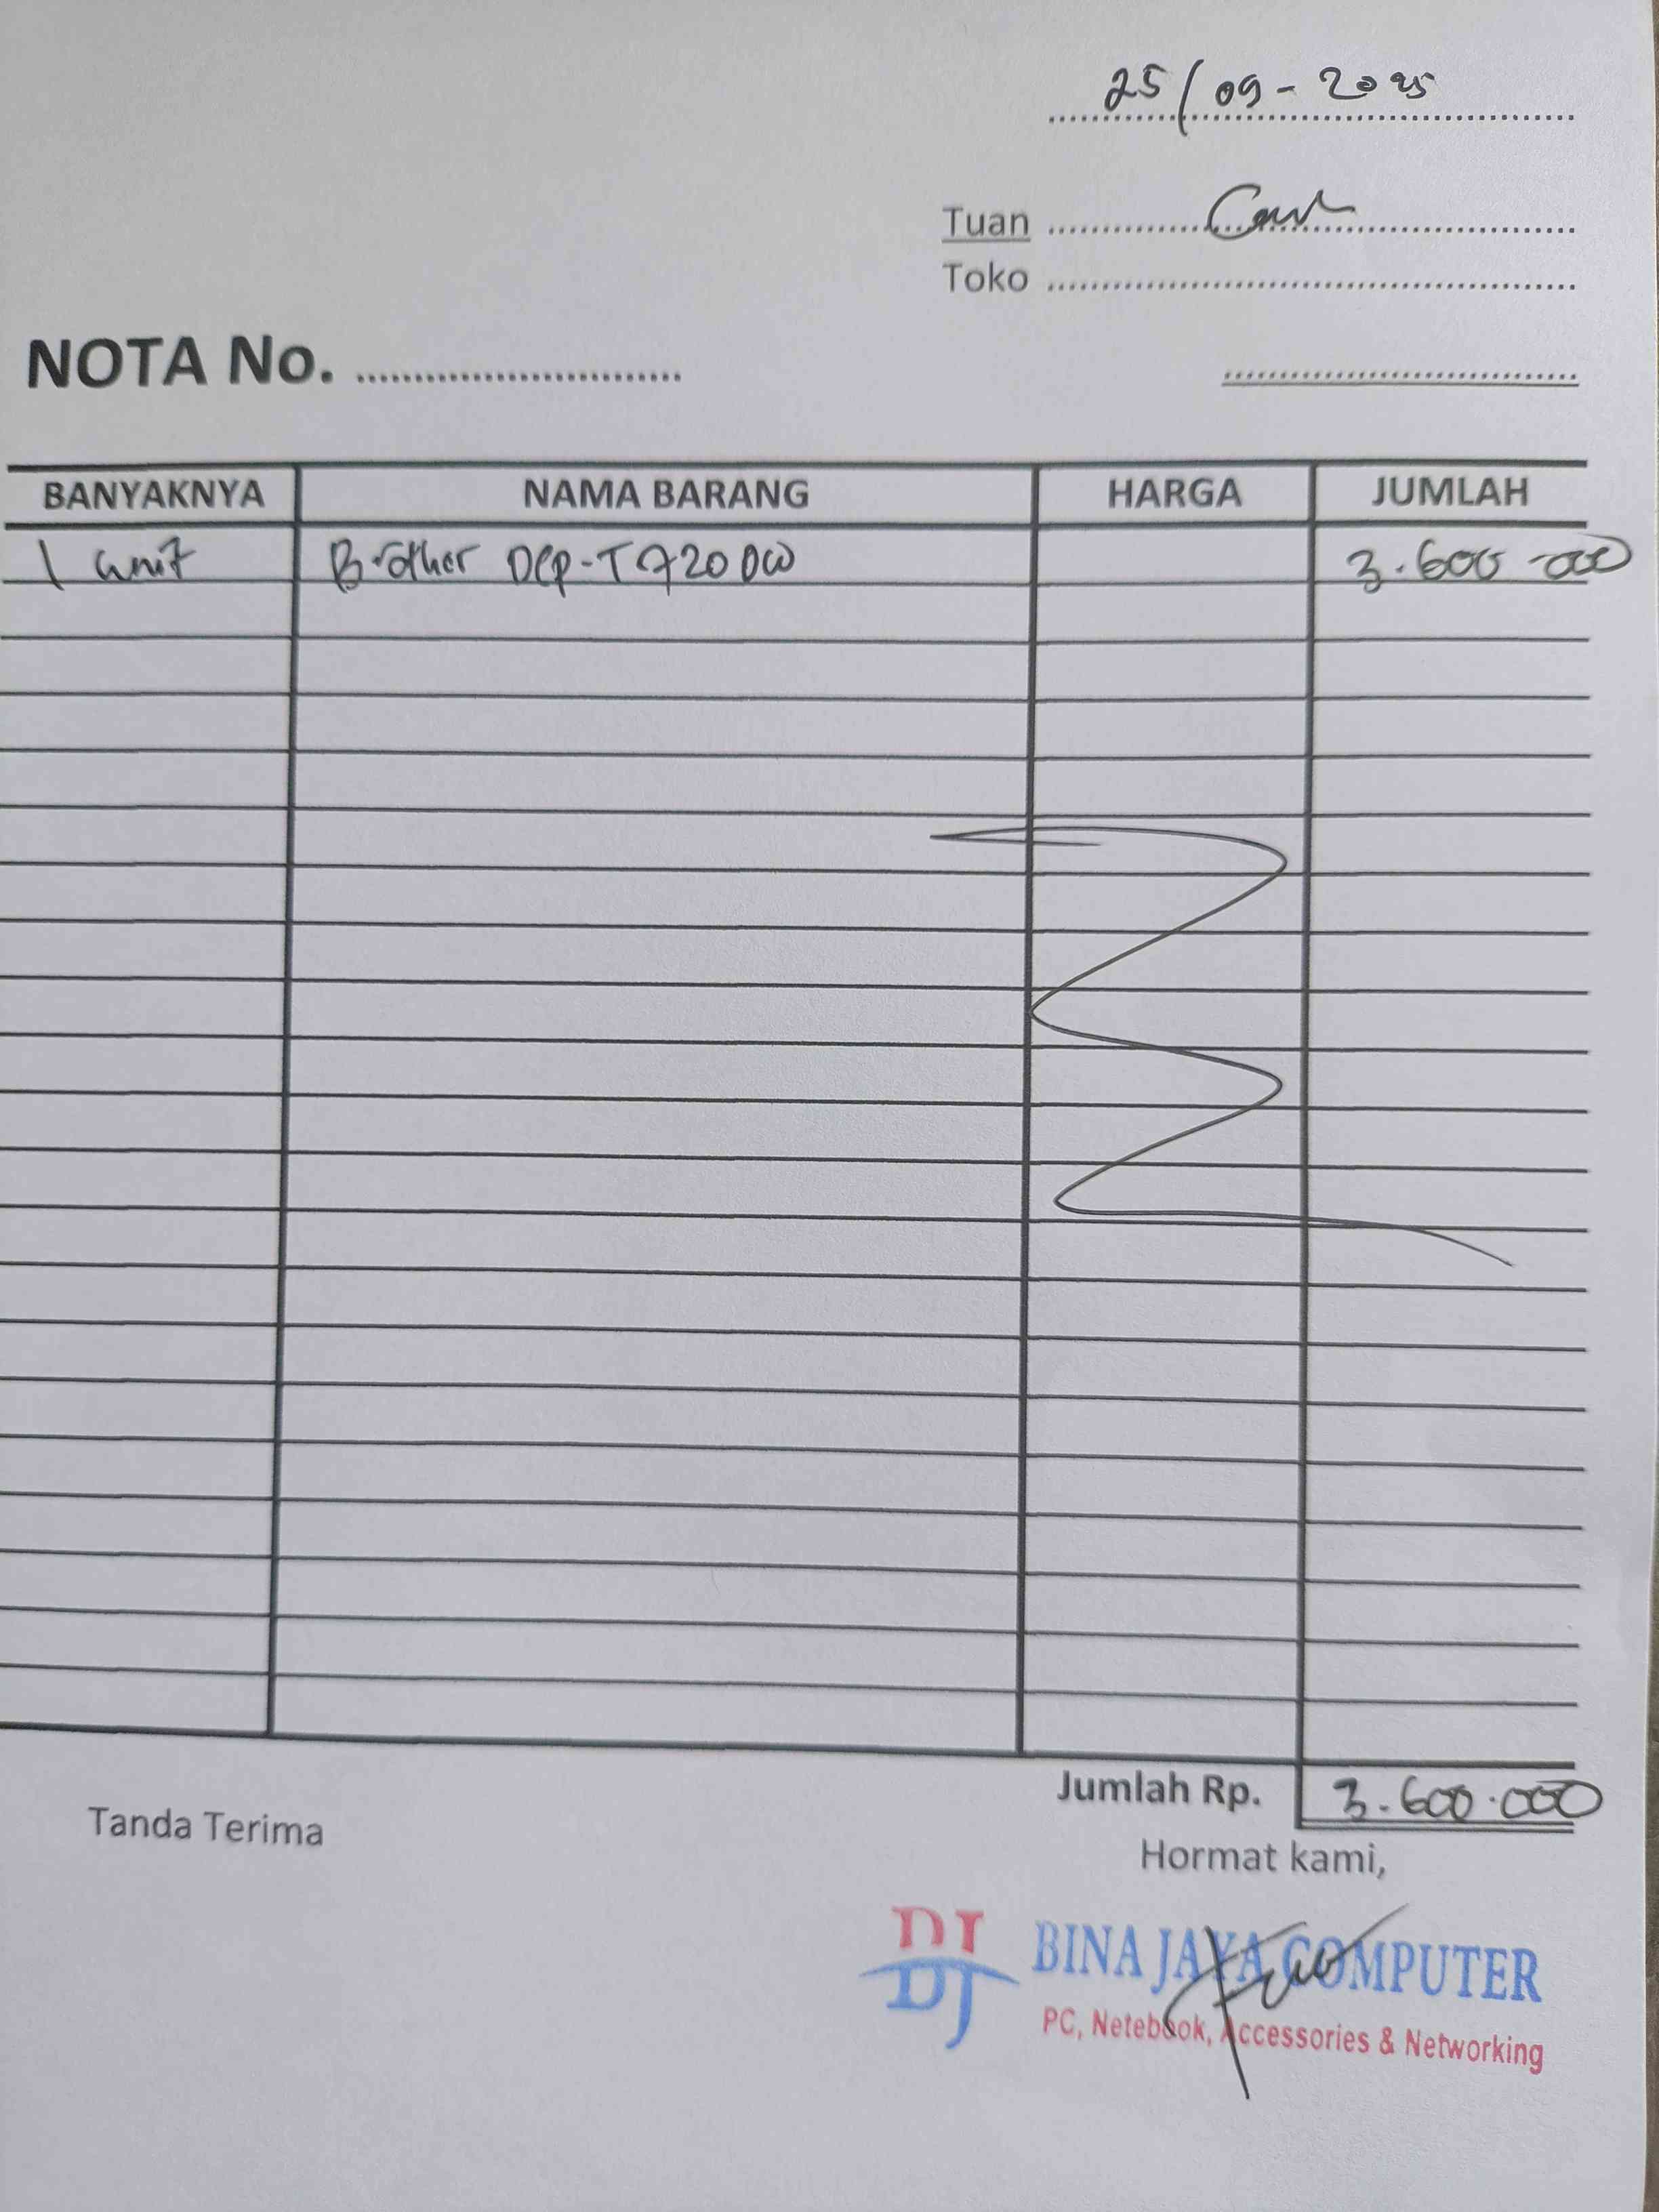 25/09-2025
Tuan Cash
Toko
NOTA No.
BANYAKNYA NAMA BARANG HARGA JUMLAH
1 unit Brother DCP-T720DW 3.600.000
Jumlah Rp. 3.600.000
Tanda Terima
Hormat kami,
BJ BINA JAYA COMPUTER
PC, Netebook, Accessories & Networking